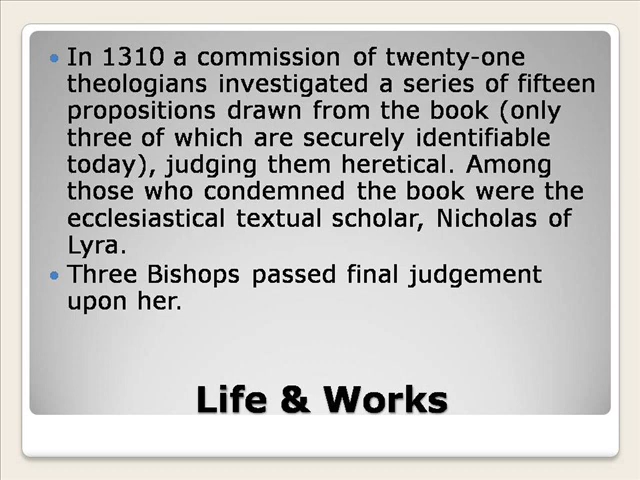 • In 1310 a commission of twenty-one
theologians investigated a series of fifteen
propositions drawn from the book (only
three of which are securely identifiable
today), judging them heretical. Among
those who condemned the book were the
ecclesiastical textual scholar, Nicholas of
Lyra.
• Three Bishops passed final judgement
upon her.
Life & Works